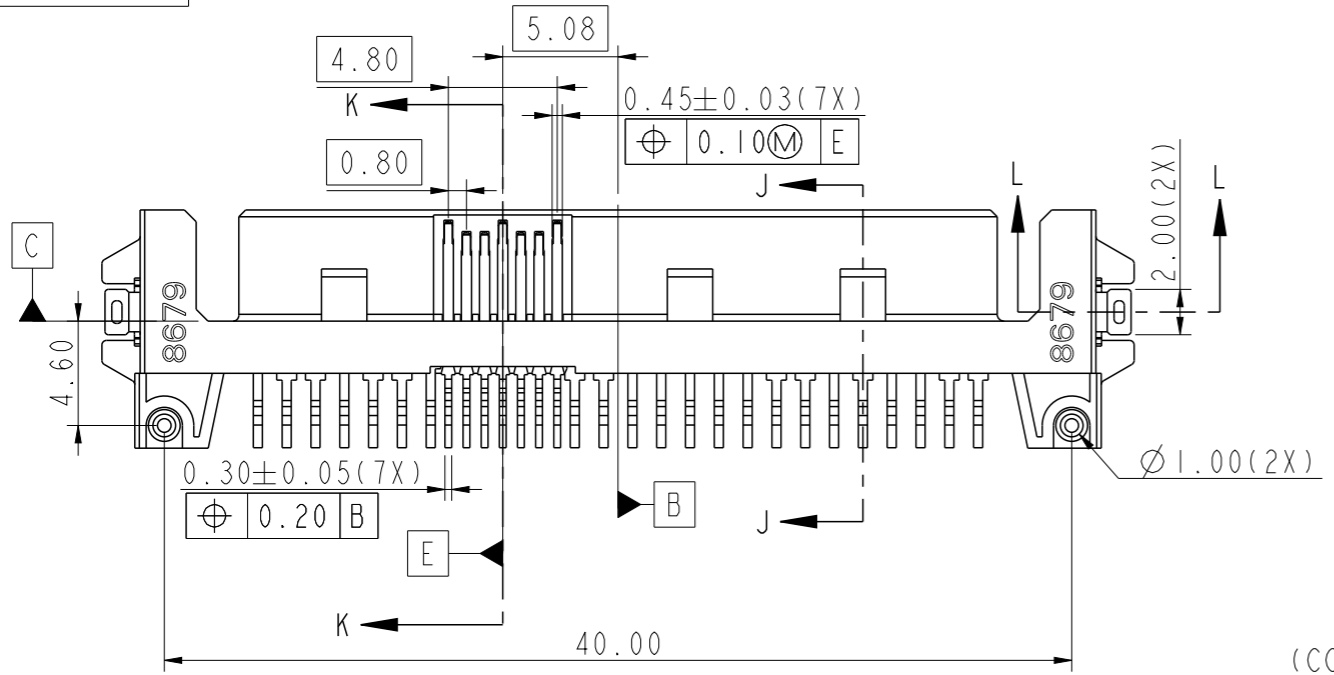 5.08
4.80
K
0.45±0.03(7X)
⌖ 0.10Ⓜ E
0.80
J
L
L
2.00(2X)
C
8679
8679
4.60
0.30±0.05(7X)
⌖ 0.20 B
B
Ø1.00(2X)
J
E
K
40.00
(CO